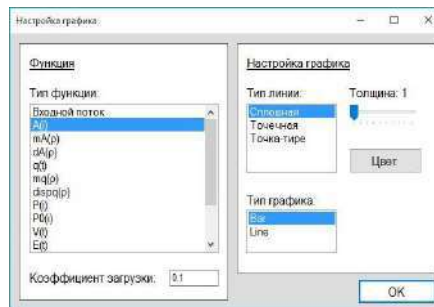 Настройка графика
Функция
Тип функции:
Входной поток
A(t)
mA(ρ)
dA(ρ)
q(t)
mq(ρ)
dispq(ρ)
P(i)
P0(i)
V(t)
E(t)
Коэффициент загрузки: 0.1
Настройка графика
Тип линии:
Сплошная
Точечная
Точка-тире
Толщина: 1
Цвет
Тип графика:
Bar
Line
OK